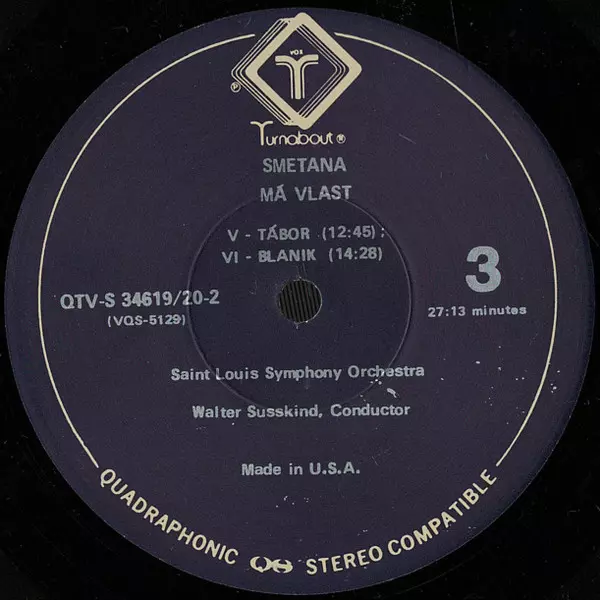 VOX
T
P
Turnabout®
SMETANA
MÁ VLAST
V - TÁBOR (12:45);
VI - BLANIK (14:28)
3
QTV-S 34619/20-2
(VQS-5129)
27:13 minutes
Saint Louis Symphony Orchestra
Walter Susskind, Conductor
Made in U.S.A.
QUADRAPHONIC QS STEREO COMPATIBLE